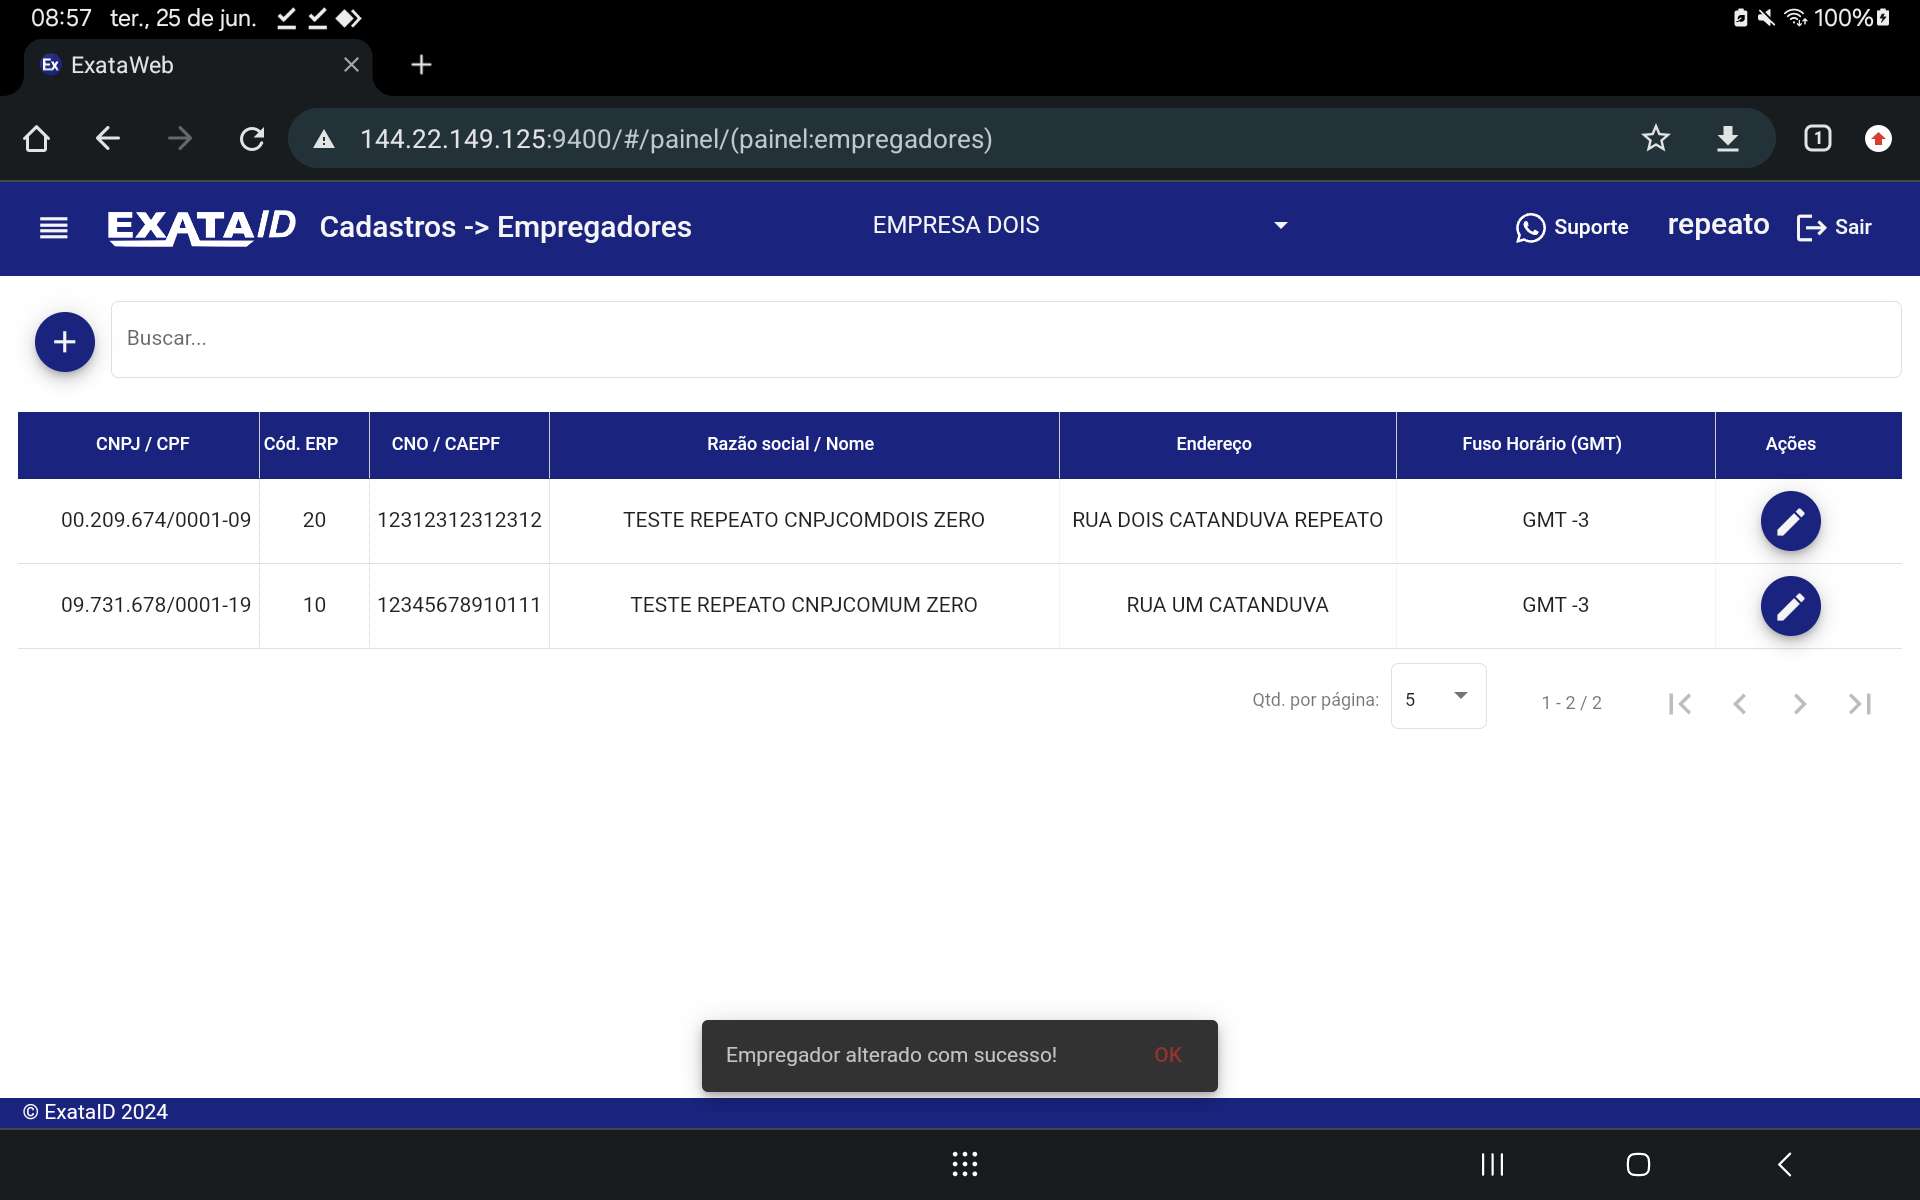 08:57 ter., 25 de jun. 100%
Ex ExataWeb
144.22.149.125:9400/#/painel/(painel:empregadores) 1
EXATAID Cadastros -> Empregadores EMPRESA DOIS Suporte repeato Sair
Buscar...
CNPJ / CPF Cód. ERP CNO / CAEPF Razão social / Nome Endereço Fuso Horário (GMT) Ações
00.209.674/0001-09 20 12312312312312 TESTE REPEATO CNPJCOMDOIS ZERO RUA DOIS CATANDUVA REPEATO GMT -3
09.731.678/0001-19 10 12345678910111 TESTE REPEATO CNPJCOMUM ZERO RUA UM CATANDUVA GMT -3
Qtd. por página: 5 1 - 2 / 2
Empregador alterado com sucesso! OK
© ExataID 2024